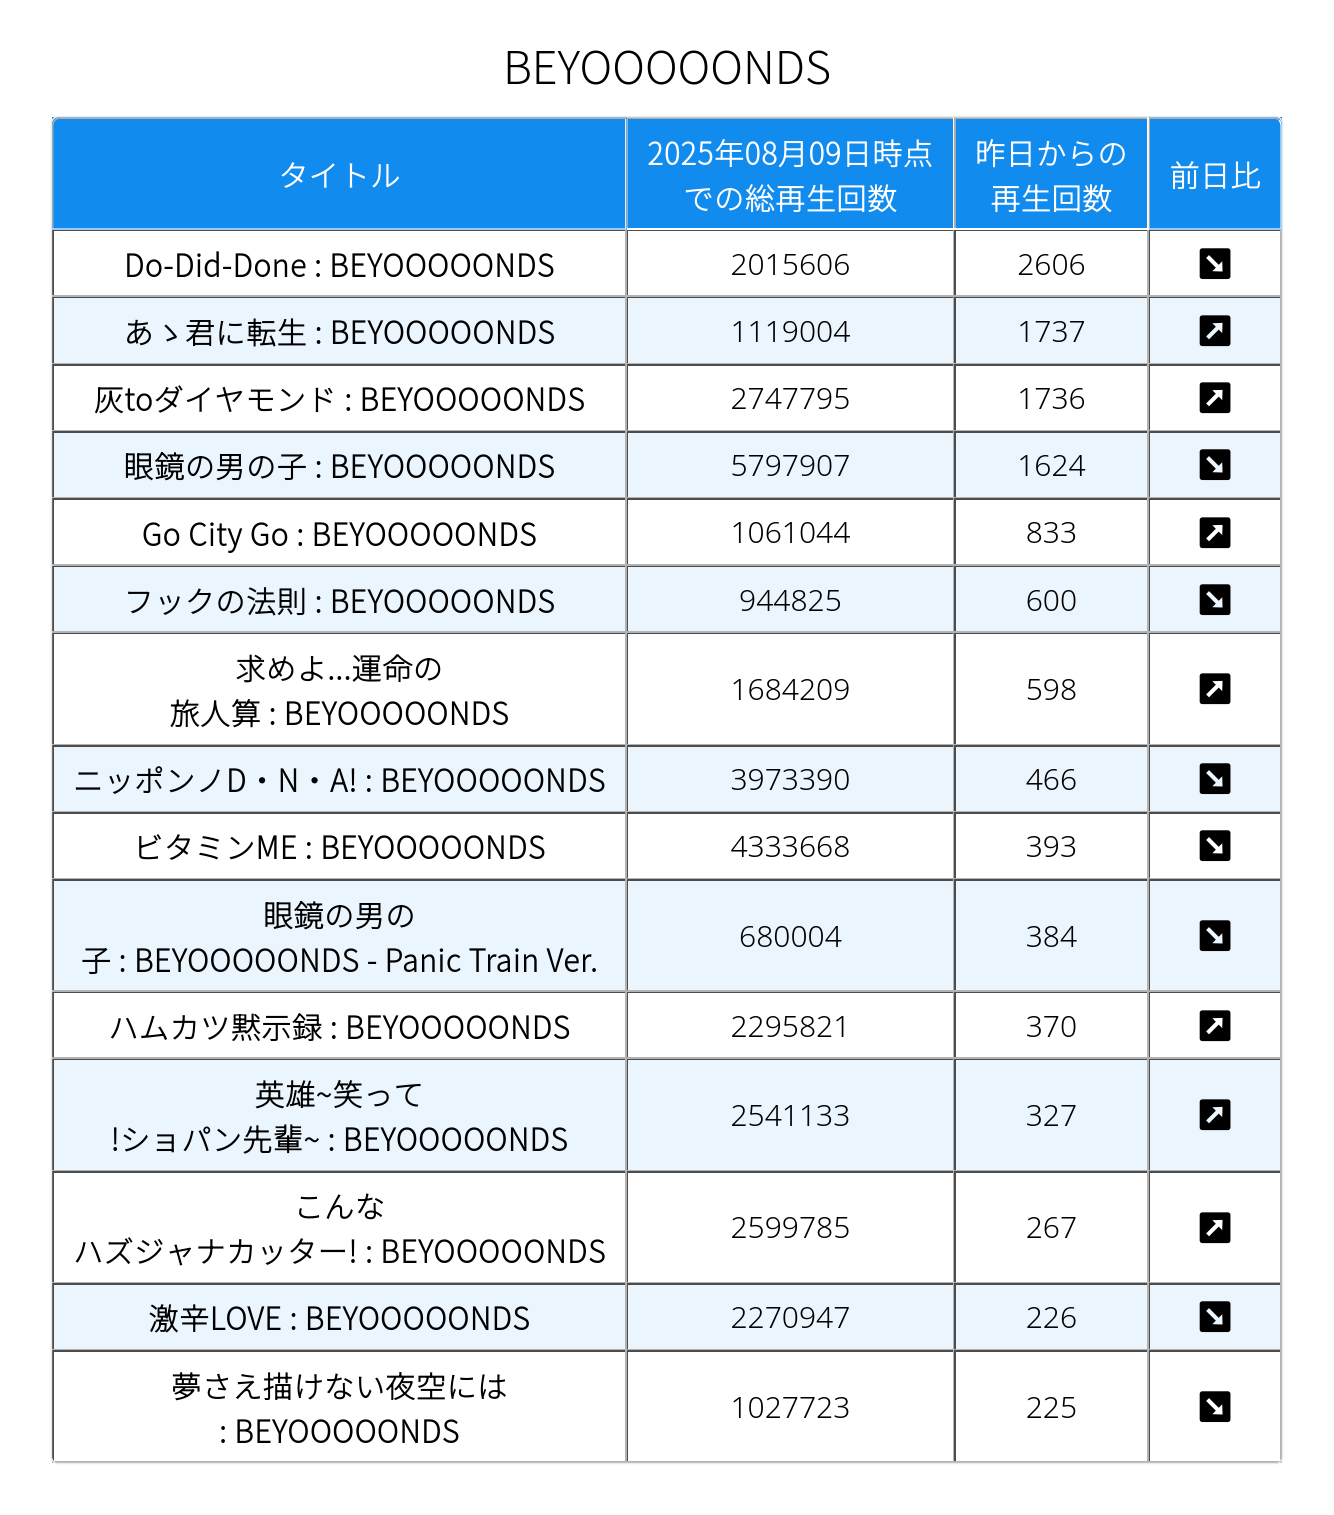 BEYOOOOONDS
タイトル
2025年08月09日時点
での総再生回数
昨日からの
再生回数
前日比
Do-Did-Done : BEYOOOOONDS 2015606 2606 ↘
あゝ君に転生 : BEYOOOOONDS 1119004 1737 ↗
灰toダイヤモンド : BEYOOOOONDS 2747795 1736 ↗
眼鏡の男の子 : BEYOOOOONDS 5797907 1624 ↘
Go City Go : BEYOOOOONDS 1061044 833 ↗
フックの法則 : BEYOOOOONDS 944825 600 ↘
求めよ...運命の
旅人算 : BEYOOOOONDS 1684209 598 ↗
ニッポンノD・N・A! : BEYOOOOONDS 3973390 466 ↘
ビタミンME : BEYOOOOONDS 4333668 393 ↘
眼鏡の男の
子 : BEYOOOOONDS - Panic Train Ver. 680004 384 ↘
ハムカツ黙示録 : BEYOOOOONDS 2295821 370 ↗
英雄~笑って
!ショパン先輩~ : BEYOOOOONDS 2541133 327 ↗
こんな
ハズジャナカッター! : BEYOOOOONDS 2599785 267 ↗
激辛LOVE : BEYOOOOONDS 2270947 226 ↘
夢さえ描けない夜空には
: BEYOOOOONDS 1027723 225 ↘